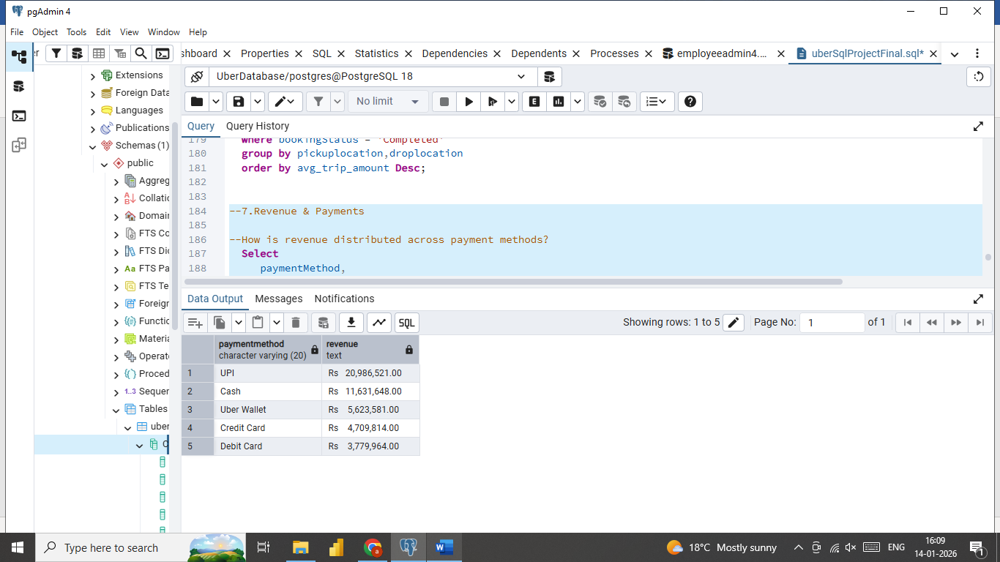 pgAdmin 4
File Object Tools Edit View Window Help
er
shboard Properties SQL Statistics Dependencies Dependents Processes employeeadmin4.... uberSqlProjectFinal.sql*
Extensions
Foreign Data
Languages
Publications
Schemas (1)
public
Aggreg
Collatic
Domain
FTS Co
FTS Dic
FTS Pa
FTS Te
Foreign
Functic
Materia
Operat
Proced
1..3 Sequer
Tables
uber
C
UberDatabase/postgres@PostgreSQL 18
No limit
Query Query History
179 where bookingStatus = 'Completed'
180 group by pickuplocation,droplocation
181 order by avg_trip_amount Desc;
182
183
184 --7.Revenue & Payments
185
186 --How is revenue distributed across payment methods?
187 Select
188 paymentMethod,
Data Output Messages Notifications
SQL Showing rows: 1 to 5 Page No: 1 of 1
paymentmethod revenue
character varying (20) text
1 UPI Rs 20,986,521.00
2 Cash Rs 11,631,648.00
3 Uber Wallet Rs 5,623,581.00
4 Credit Card Rs 4,709,814.00
5 Debit Card Rs 3,779,964.00
Type here to search
18°C Mostly sunny
ENG
16:09
14-01-2026
1